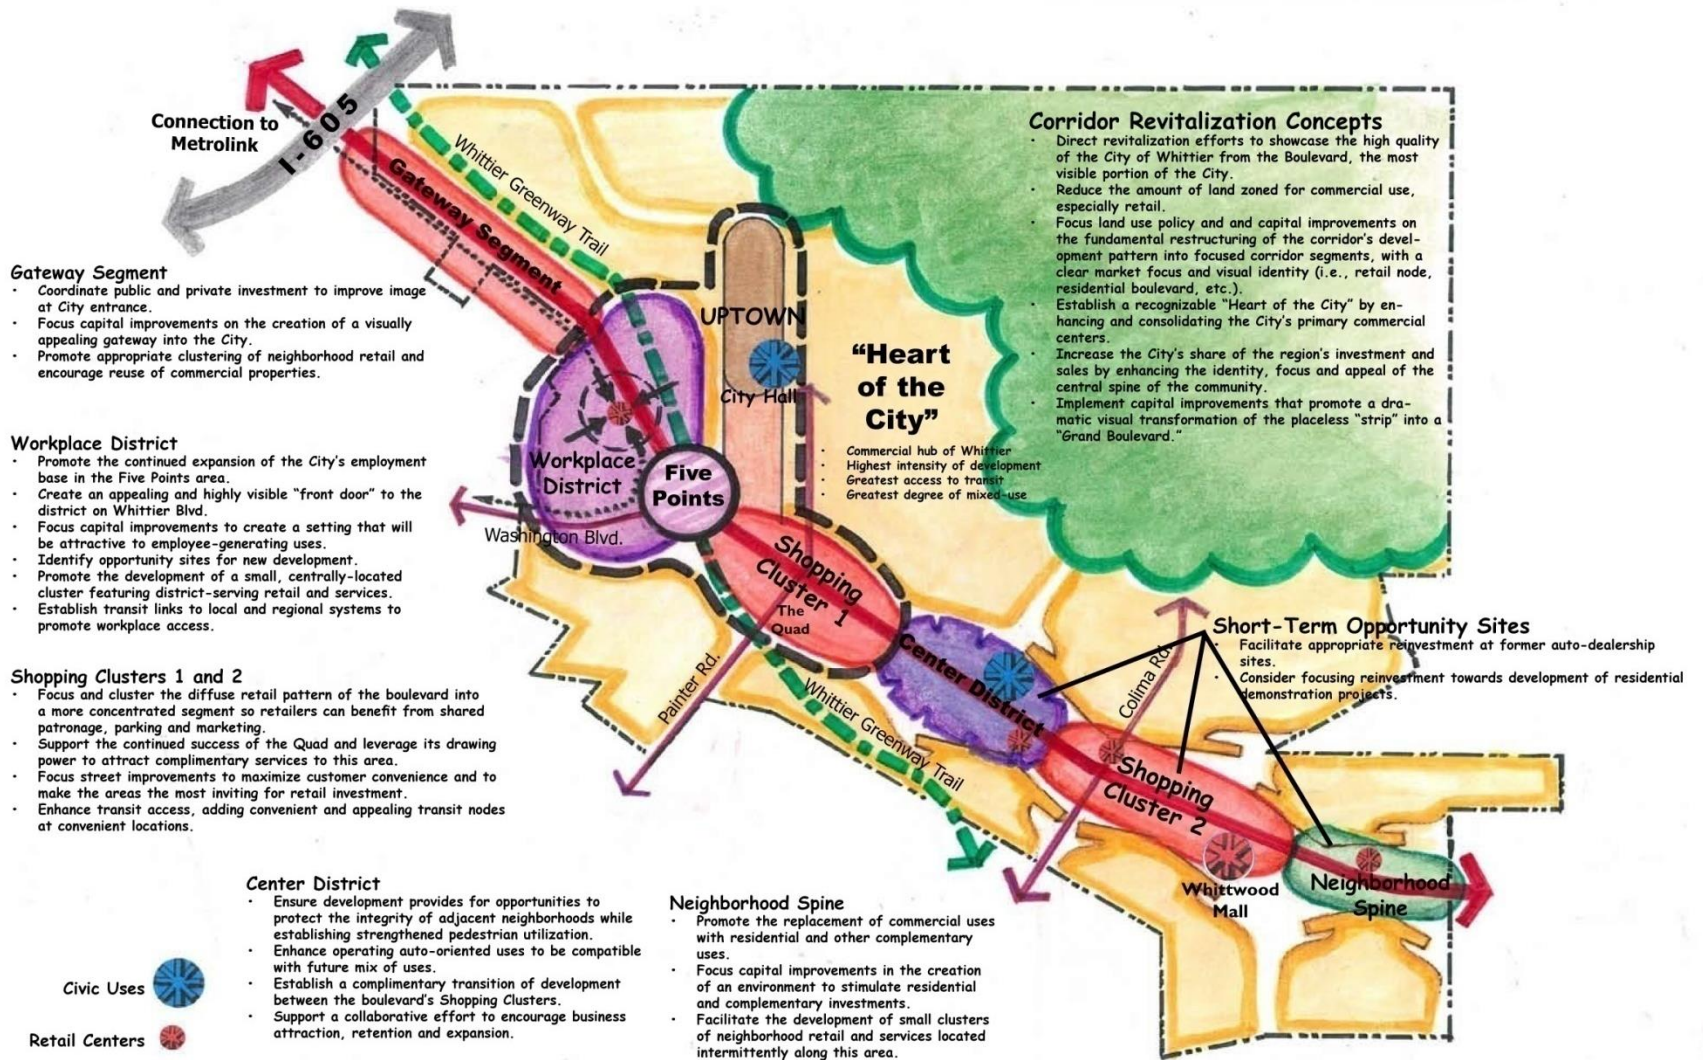 I-605
Connection to
Metrolink
Gateway Segment
Whittier Greenway Trail
Corridor Revitalization Concepts
· Direct revitalization efforts to showcase the high quality
of the City of Whittier from the Boulevard, the most
visible portion of the City.
· Reduce the amount of land zoned for commercial use,
especially retail.
· Focus land use policy and and capital improvements on
the fundamental restructuring of the corridor's devel-
opment pattern into focused corridor segments, with a
clear market focus and visual identity (i.e., retail node,
residential boulevard, etc.).
· Establish a recognizable “Heart of the City” by en-
hancing and consolidating the City's primary commercial
centers.
· Increase the City's share of the region's investment and
sales by enhancing the identity, focus and appeal of the
central spine of the community.
· Implement capital improvements that promote a dra-
matic visual transformation of the placeless “strip” into a
“Grand Boulevard.”
Gateway Segment
· Coordinate public and private investment to improve image
at City entrance.
· Focus capital improvements on the creation of a visually
appealing gateway into the City.
· Promote appropriate clustering of neighborhood retail and
encourage reuse of commercial properties.
UPTOWN
City Hall
“Heart
of the
City”
· Commercial hub of Whittier
· Highest intensity of development
· Greatest access to transit
· Greatest degree of mixed-use
Workplace District
· Promote the continued expansion of the City's employment
base in the Five Points area.
· Create an appealing and highly visible “front door” to the
district on Whittier Blvd.
· Focus capital improvements to create a setting that will
be attractive to employee-generating uses.
· Identify opportunity sites for new development.
· Promote the development of a small, centrally-located
cluster featuring district-serving retail and services.
· Establish transit links to local and regional systems to
promote workplace access.
Workplace
District
Five
Points
Washington Blvd.
Shopping
Cluster 1
The
Quad
Painter Rd.
Center District
Whittier Greenway Trail
Colima Rd.
Short-Term Opportunity Sites
· Facilitate appropriate reinvestment at former auto-dealership
sites.
· Consider focusing reinvestment towards development of residential
demonstration projects.
Shopping Clusters 1 and 2
· Focus and cluster the diffuse retail pattern of the boulevard into
a more concentrated segment so retailers can benefit from shared
patronage, parking and marketing.
· Support the continued success of the Quad and leverage its drawing
power to attract complimentary services to this area.
· Focus street improvements to maximize customer convenience and to
make the areas the most inviting for retail investment.
· Enhance transit access, adding convenient and appealing transit nodes
at convenient locations.
Shopping
Cluster 2
Whittwood
Mall
Neighborhood
Spine
Center District
· Ensure development provides for opportunities to
protect the integrity of adjacent neighborhoods while
establishing strengthened pedestrian utilization.
· Enhance operating auto-oriented uses to be compatible
with future mix of uses.
· Establish a complimentary transition of development
between the boulevard's Shopping Clusters.
· Support a collaborative effort to encourage business
attraction, retention and expansion.
Neighborhood Spine
· Promote the replacement of commercial uses
with residential and other complementary
uses.
· Focus capital improvements in the creation
of an environment to stimulate residential
and complementary investments.
· Facilitate the development of small clusters
of neighborhood retail and services located
intermittently along this area.
Civic Uses
Retail Centers